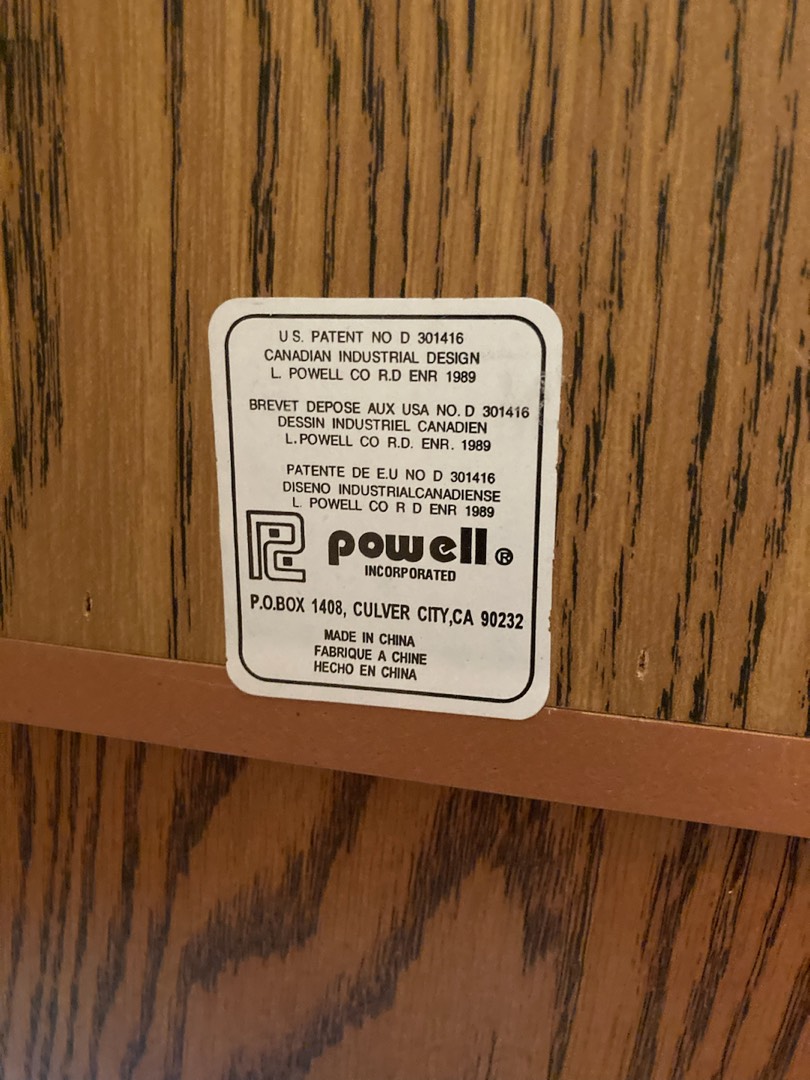 U S. PATENT NO D 301416
CANADIAN INDUSTRIAL DESIGN
L. POWELL CO R.D ENR 1989
BREVET DEPOSE AUX USA NO. D 301416
DESSIN INDUSTRIEL CANADIEN
L. POWELL CO R.D. ENR. 1989
PATENTE DE E.U NO D 301416
DISENO INDUSTRIALCANADIENSE
L. POWELL CO R D ENR 1989
powell ®
INCORPORATED
P.O.BOX 1408, CULVER CITY,CA 90232
MADE IN CHINA
FABRIQUE A CHINE
HECHO EN CHINA